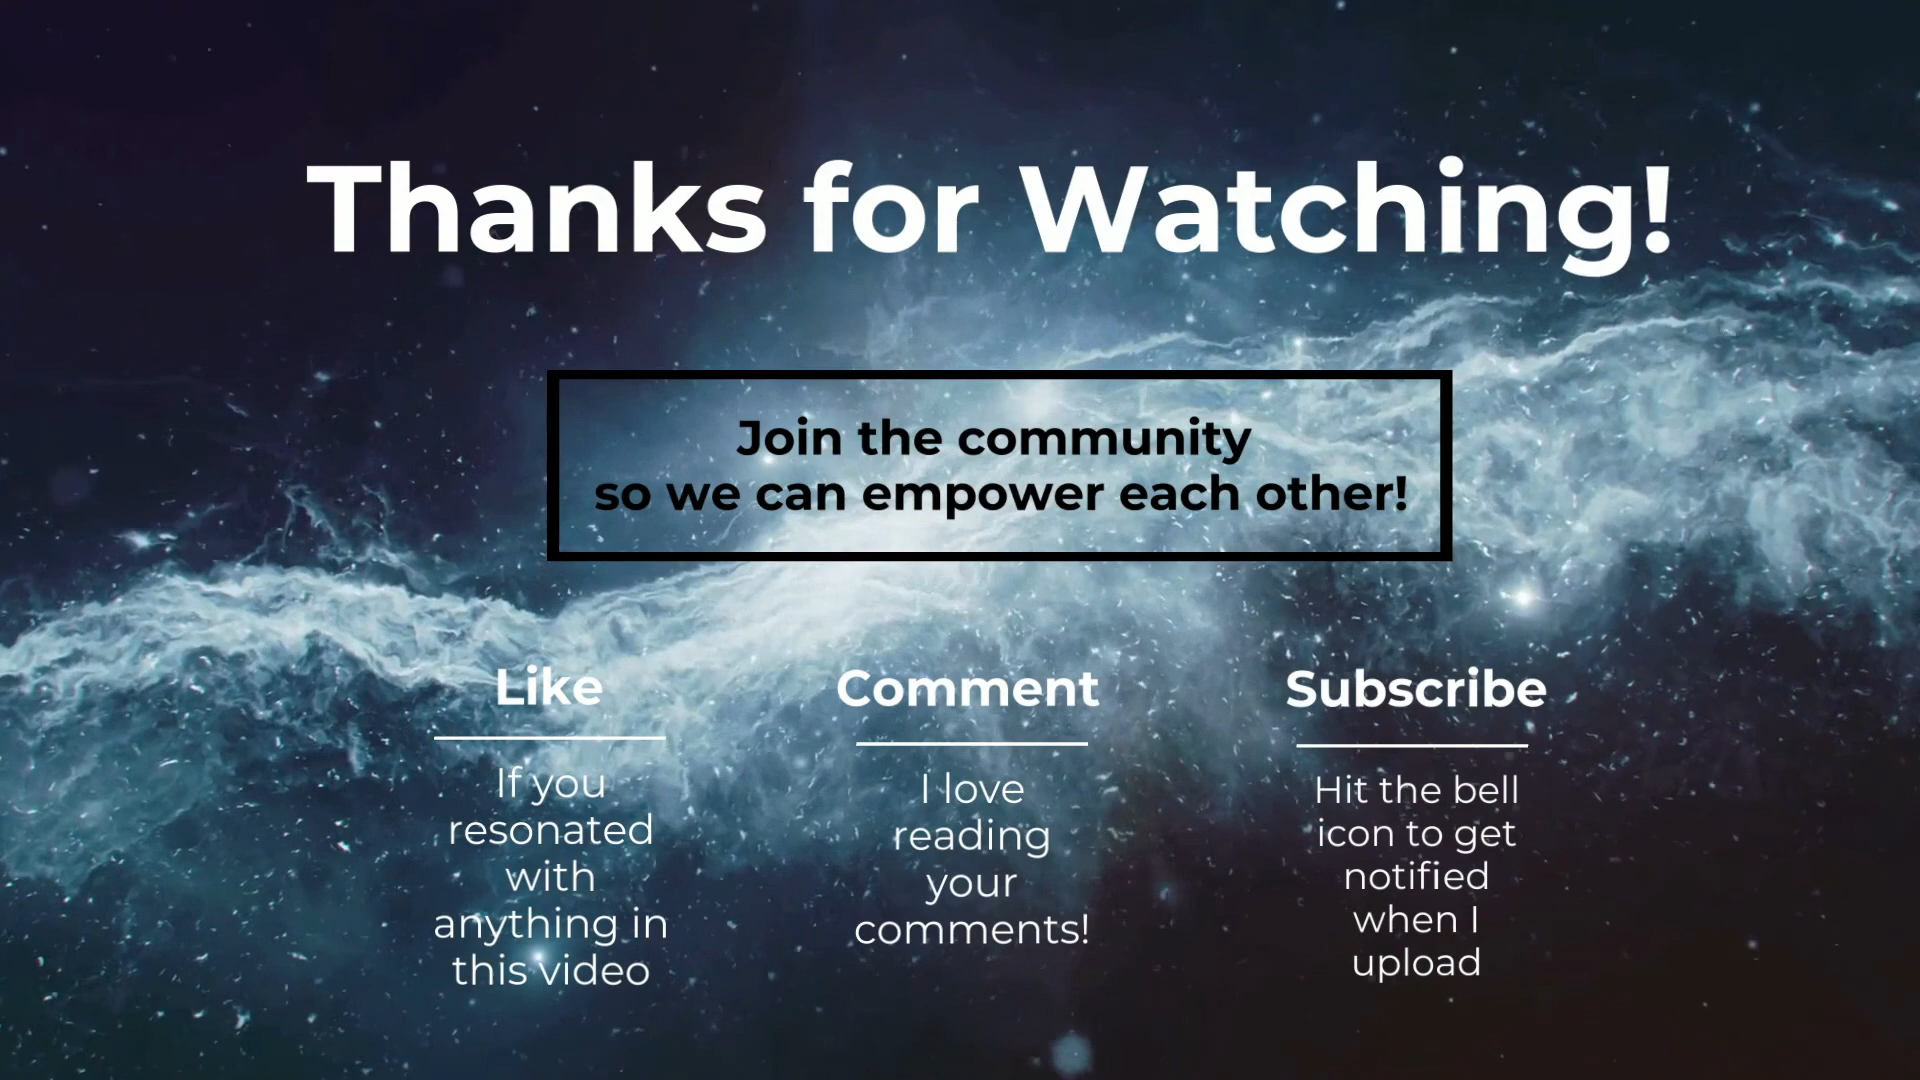 Thanks for Watching!
Join the community
so we can empower each other!
Like
If you
resonated
with
anything in
this video
Comment
I love
reading
your
comments!
Subscribe
Hit the bell
icon to get
notified
when I
upload